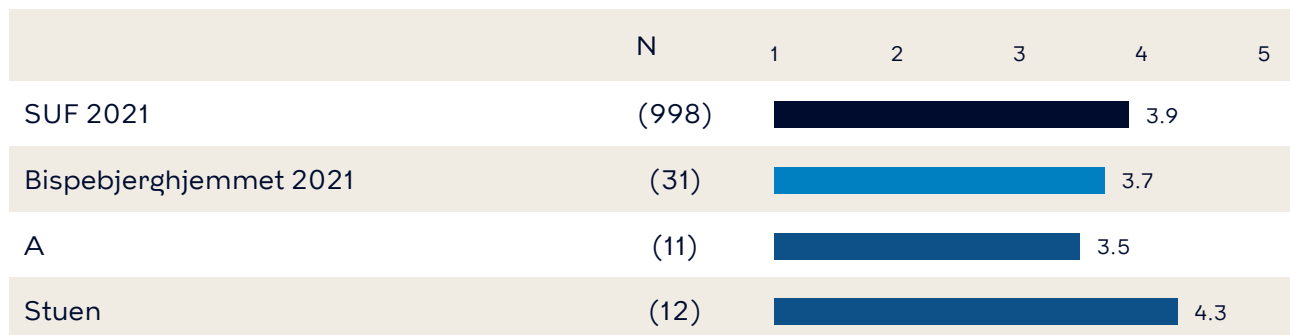 N 1 2 3 4 5
SUF 2021 (998) 3.9
Bispebjerghjemmet 2021 (31) 3.7
A (11) 3.5
Stuen (12) 4.3